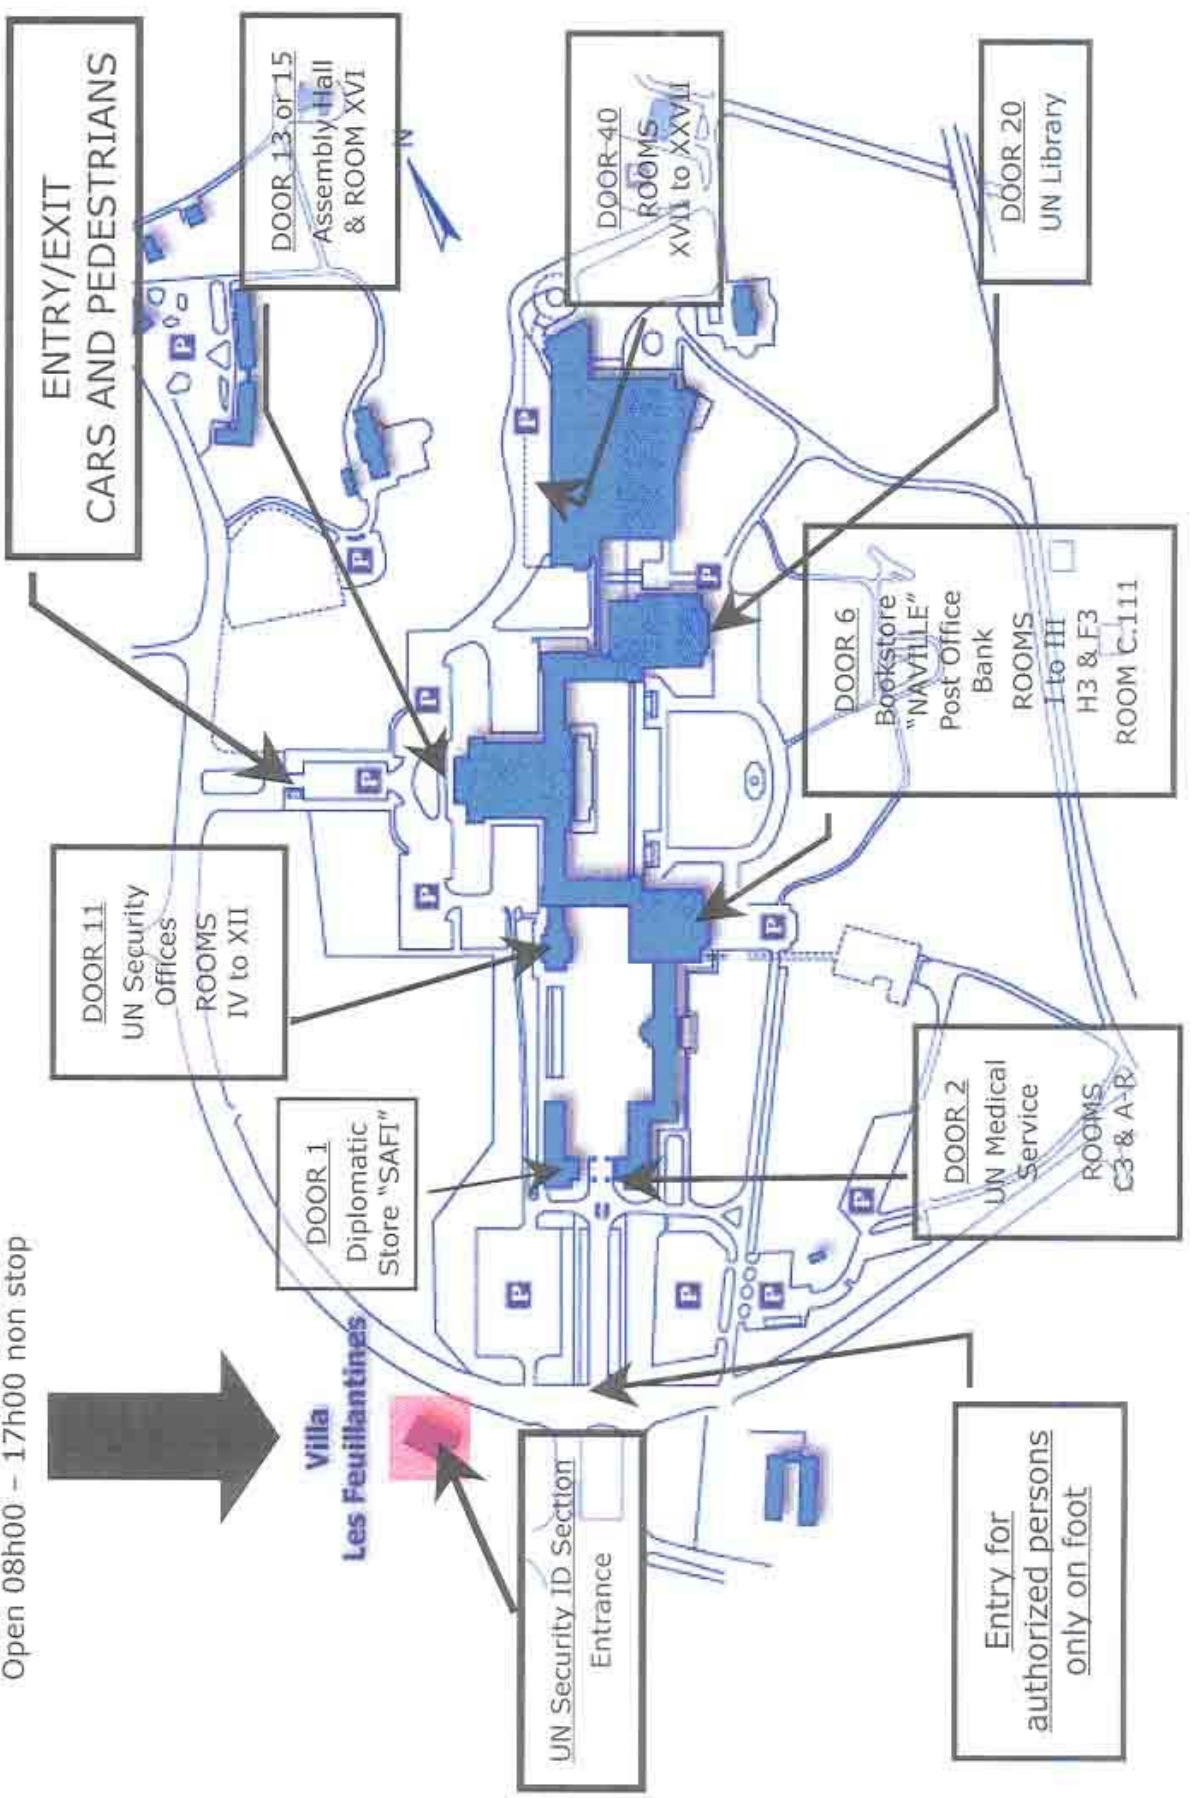 Open 08h00 – 17h00 non stop
Villa
Les Feuillantines
UN Security ID Section
Entrance
Entry for
authorized persons
only on foot
DOOR 1
Diplomatic
Store "SAFI"
DOOR 2
UN Medical
Service
ROOMS
C3 & A-R
DOOR 11
UN Security
Offices
ROOMS
IV to XII
DOOR 6
Bookstore
"NAVILLE"
Post Office
Bank
ROOMS
I to III
H3 & F3
ROOM C.111
ENTRY/EXIT
CARS AND PEDESTRIANS
DOOR 13 or 15
Assembly Hall
& ROOM XVI
N
DOOR 40
ROOMS
XVII to XXVII
DOOR 20
UN Library
P
P
P
P
P
P
P
P
P
P
P
P